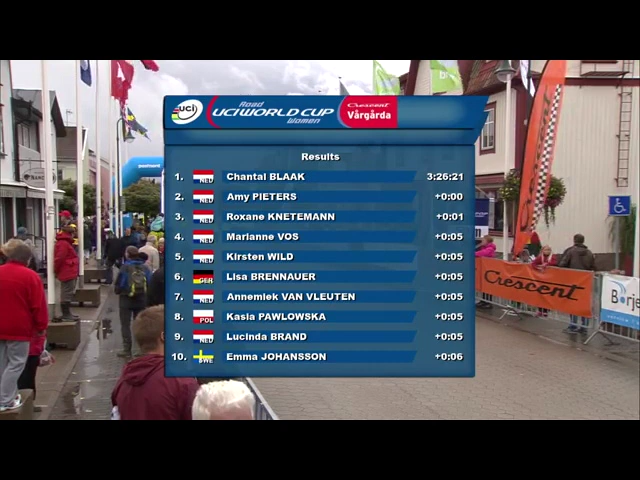 uci
Road
UCI WORLD CUP
Women
Crescent
Vårgårda
Results
1. NED Chantal BLAAK 3:26:21
2. NED Amy PIETERS +0:00
3. NED Roxane KNETEMANN +0:01
4. NED Marianne VOS +0:05
5. NED Kirsten WILD +0:05
6. GER Lisa BRENNAUER +0:05
7. NED Annemiek VAN VLEUTEN +0:05
8. POL Kasia PAWLOWSKA +0:05
9. NED Lucinda BRAND +0:05
10. SWE Emma JOHANSSON +0:06
Crescent